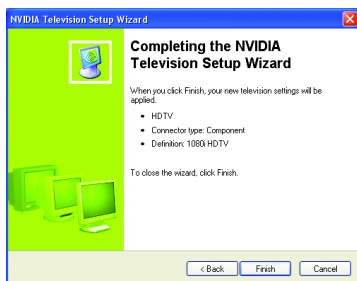 NVIDIA Television Setup Wizard
Completing the NVIDIA
Television Setup Wizard
When you click Finish, your new television settings will be
applied.
• HDTV
• Connector type: Component
• Definition: 1080i HDTV
To close the wizard, click Finish.
< Back Finish Cancel